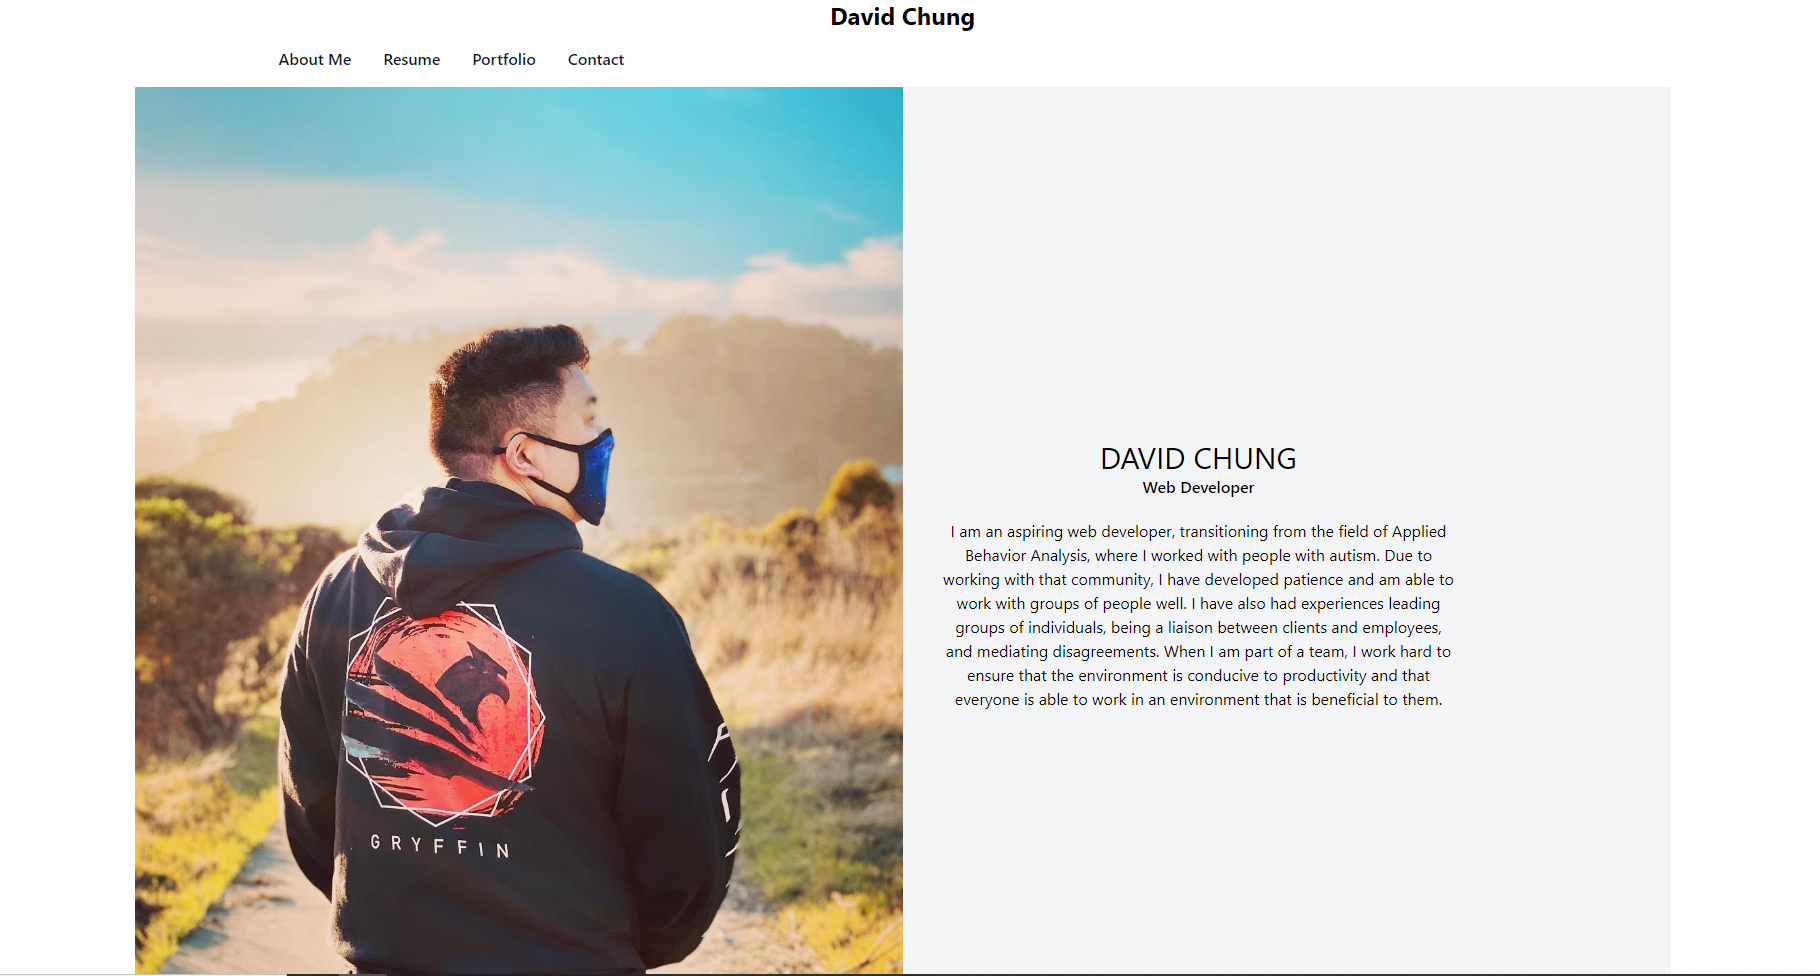 David Chung
About Me Resume Portfolio Contact
GRYFFIN
DAVID CHUNG
Web Developer
I am an aspiring web developer, transitioning from the field of Applied
Behavior Analysis, where I worked with people with autism. Due to
working with that community, I have developed patience and am able to
work with groups of people well. I have also had experiences leading
groups of individuals, being a liaison between clients and employees,
and mediating disagreements. When I am part of a team, I work hard to
ensure that the environment is conducive to productivity and that
everyone is able to work in an environment that is beneficial to them.